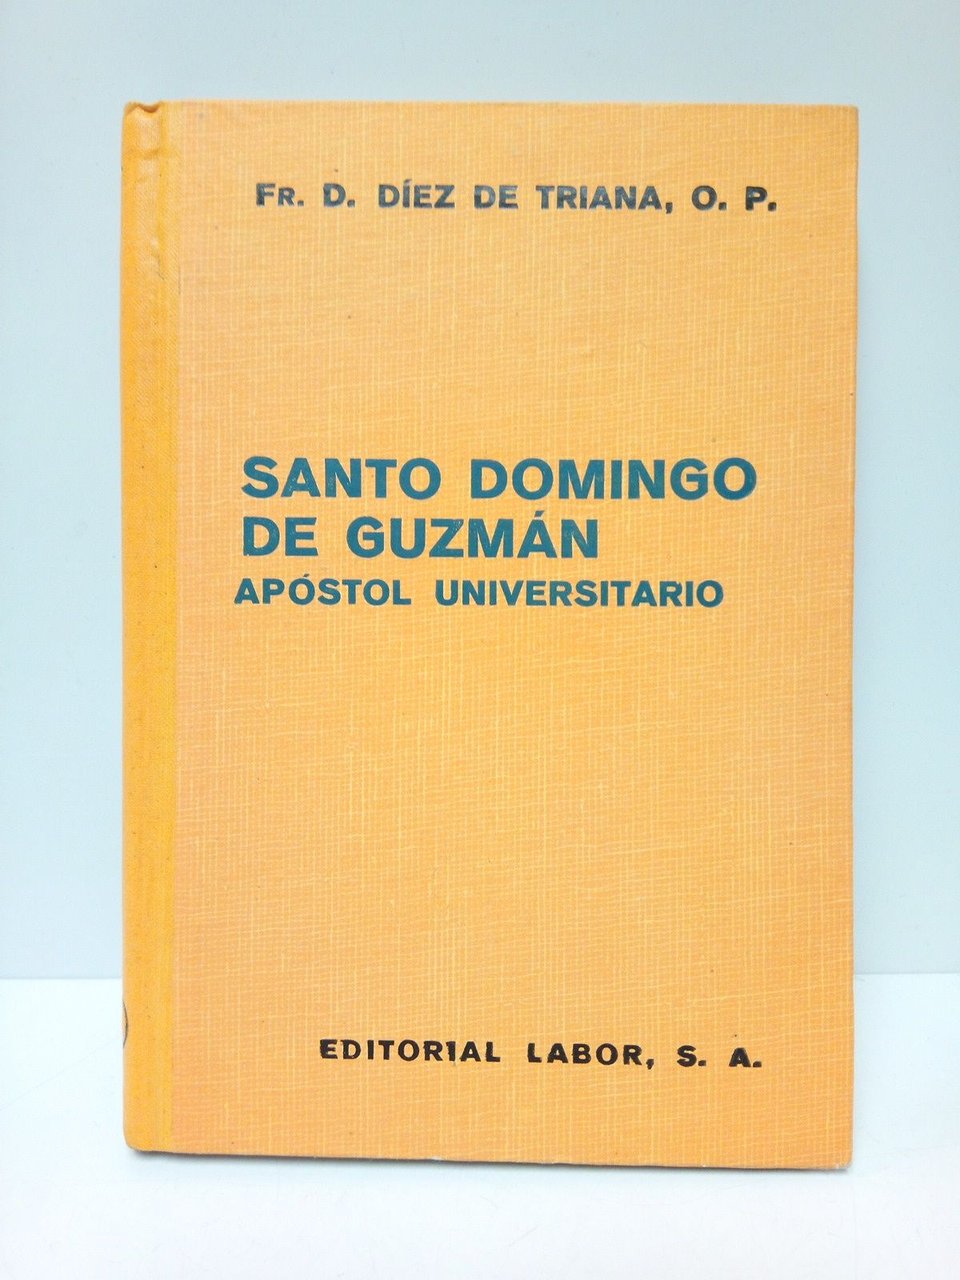 Fr. D. DÍEZ DE TRIANA, O. P.
SANTO DOMINGO
DE GUZMÁN
APÓSTOL UNIVERSITARIO
EDITORIAL LABOR, S. A.